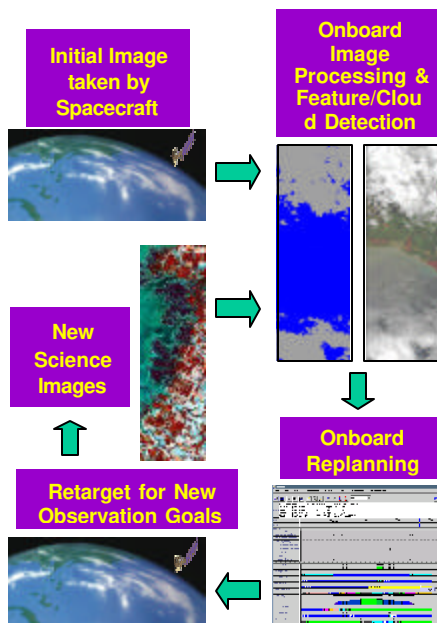 Initial Image
taken by
Spacecraft
Onboard
Image
Processing &
Feature/Clou
d Detection
New
Science
Images
Onboard
Replanning
Retarget for New
Observation Goals